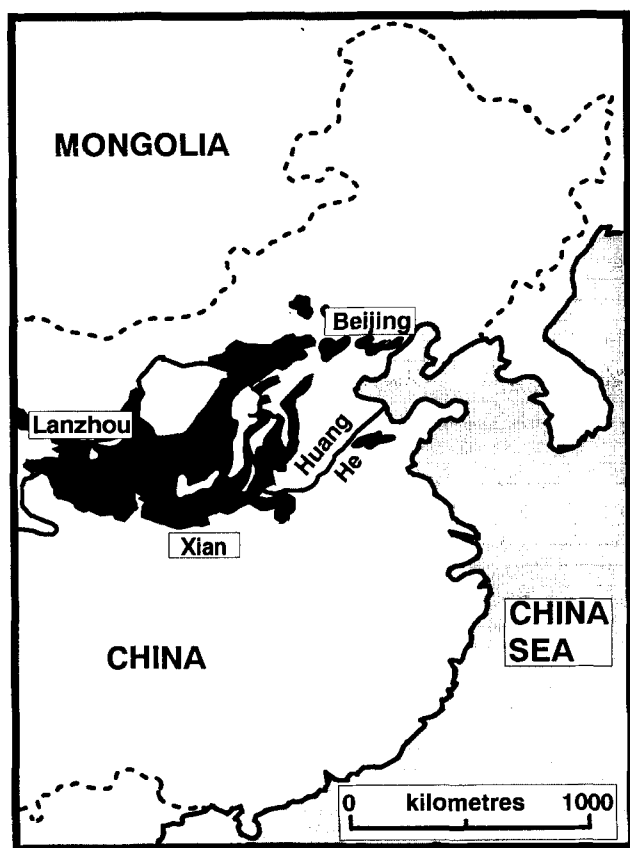 MONGOLIA
Beijing
Lanzhou
Huang
He
Xian
CHINA
SEA
CHINA
0 kilometres 1000